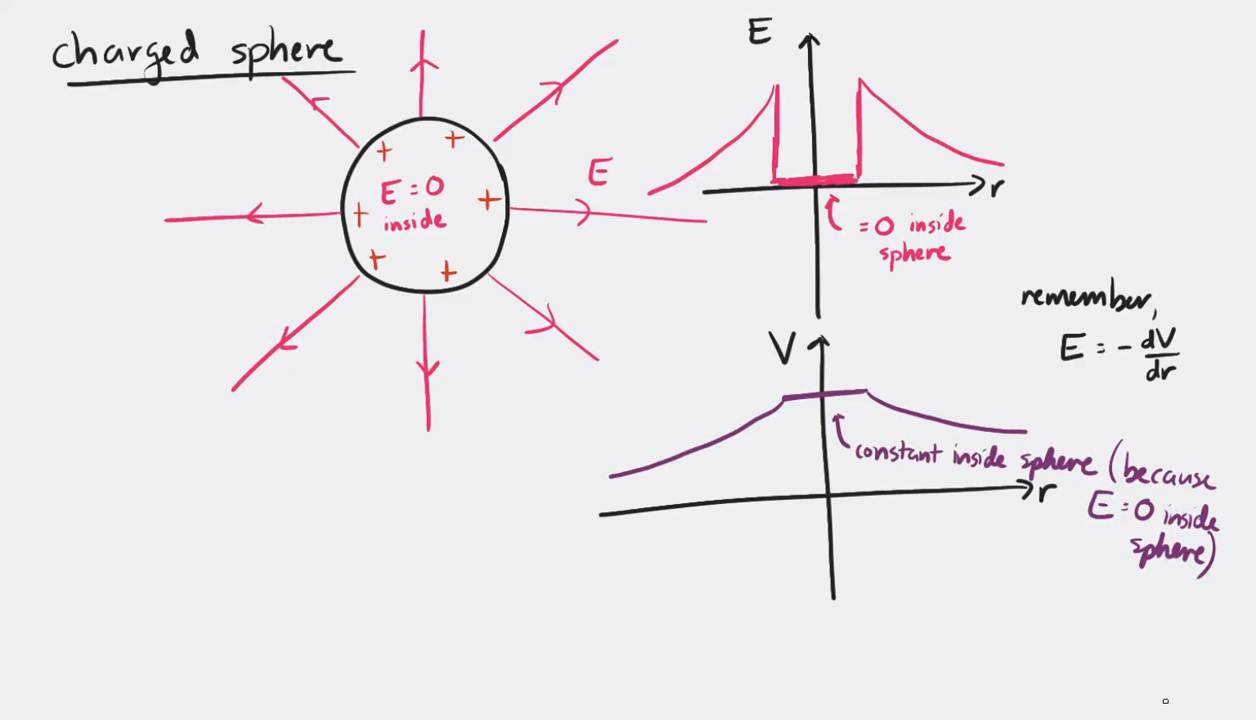 charged sphere
E = 0
inside
E
+
+
+
+
+
+
E
r
= 0 inside
sphere
remember,
E = - dV/dr
V
r
constant inside sphere (because
E = 0 inside
sphere)